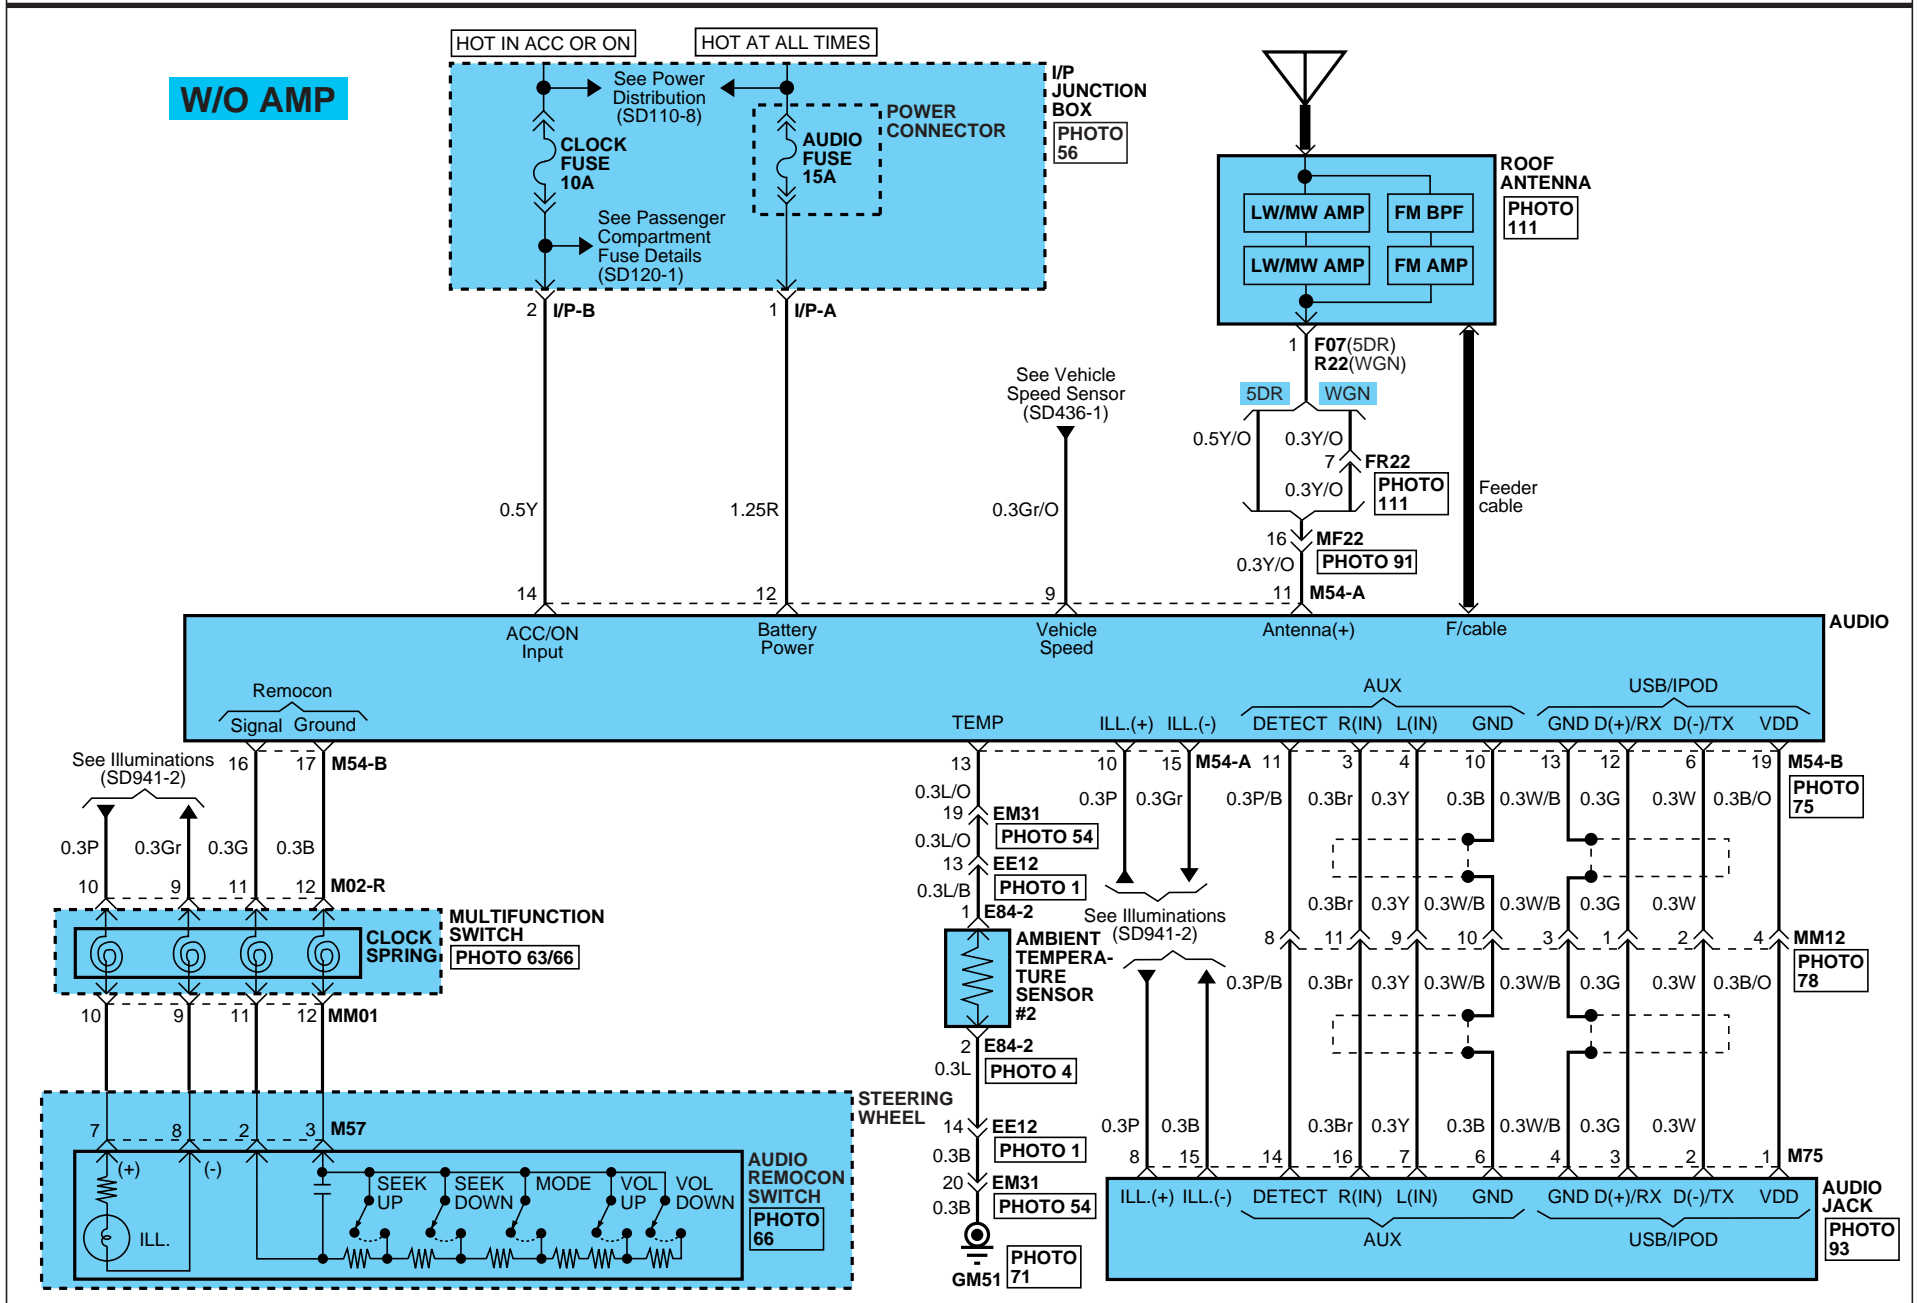 HOT IN ACC OR ON
HOT AT ALL TIMES
W/O AMP
See Power
Distribution
(SD110-8)
I/P
JUNCTION
BOX
PHOTO
56
POWER
CONNECTOR
CLOCK
FUSE
10A
AUDIO
FUSE
15A
See Passenger
Compartment
Fuse Details
(SD120-1)
2 I/P-B
1 I/P-A
ROOF
ANTENNA
PHOTO
111
LW/MW AMP
FM BPF
LW/MW AMP
FM AMP
1 F07(5DR)
R22(WGN)
See Vehicle
Speed Sensor
(SD436-1)
5DR
WGN
0.5Y/O
0.3Y/O
7 FR22
PHOTO
111
0.3Y/O
Feeder
cable
0.5Y
1.25R
0.3Gr/O
16 MF22
PHOTO 91
0.3Y/O
14
12
9
11 M54-A
AUDIO
ACC/ON
Input
Battery
Power
Vehicle
Speed
Antenna(+)
F/cable
Remocon
Signal Ground
AUX
USB/IPOD
TEMP
ILL.(+) ILL.(-)
DETECT R(IN) L(IN) GND
GND D(+)/RX D(-)/TX VDD
See Illuminations
(SD941-2)
16 17 M54-B
13
10 15 M54-A
11 3 4 10 13 12 6 19 M54-B
PHOTO
75
0.3L/O
0.3P 0.3Gr
0.3P/B 0.3Br 0.3Y 0.3B 0.3W/B 0.3G 0.3W 0.3B/O
19 EM31
PHOTO 54
0.3L/O
0.3P 0.3Gr 0.3G 0.3B
13 EE12
PHOTO 1
0.3L/B
10 9 11 12 M02-R
1 E84-2
0.3Br 0.3Y 0.3W/B 0.3W/B 0.3G 0.3W
See Illuminations
(SD941-2)
MULTIFUNCTION
SWITCH
PHOTO 63/66
CLOCK
SPRING
AMBIENT
TEMPERA-
TURE
SENSOR
#2
8 11 9 10 3 1 2 4 MM12
PHOTO
78
0.3P/B 0.3Br 0.3Y 0.3W/B 0.3W/B 0.3G 0.3W 0.3B/O
10 9 11 12 MM01
2 E84-2
PHOTO 4
0.3L
STEERING
WHEEL
14 EE12
PHOTO 1
0.3B
0.3P 0.3B
0.3Br 0.3Y 0.3B 0.3W/B 0.3G 0.3W
7 8 2 3 M57
8 15 14 16 7 6 4 3 2 1 M75
(+) (-)
SEEK
UP
SEEK
DOWN
MODE
VOL
UP
VOL
DOWN
AUDIO
REMOCON
SWITCH
PHOTO
66
ILL.
20 EM31
PHOTO 54
0.3B
GM51
PHOTO
71
ILL.(+) ILL.(-) DETECT R(IN) L(IN) GND GND D(+)/RX D(-)/TX VDD
AUX
USB/IPOD
AUDIO
JACK
PHOTO
93